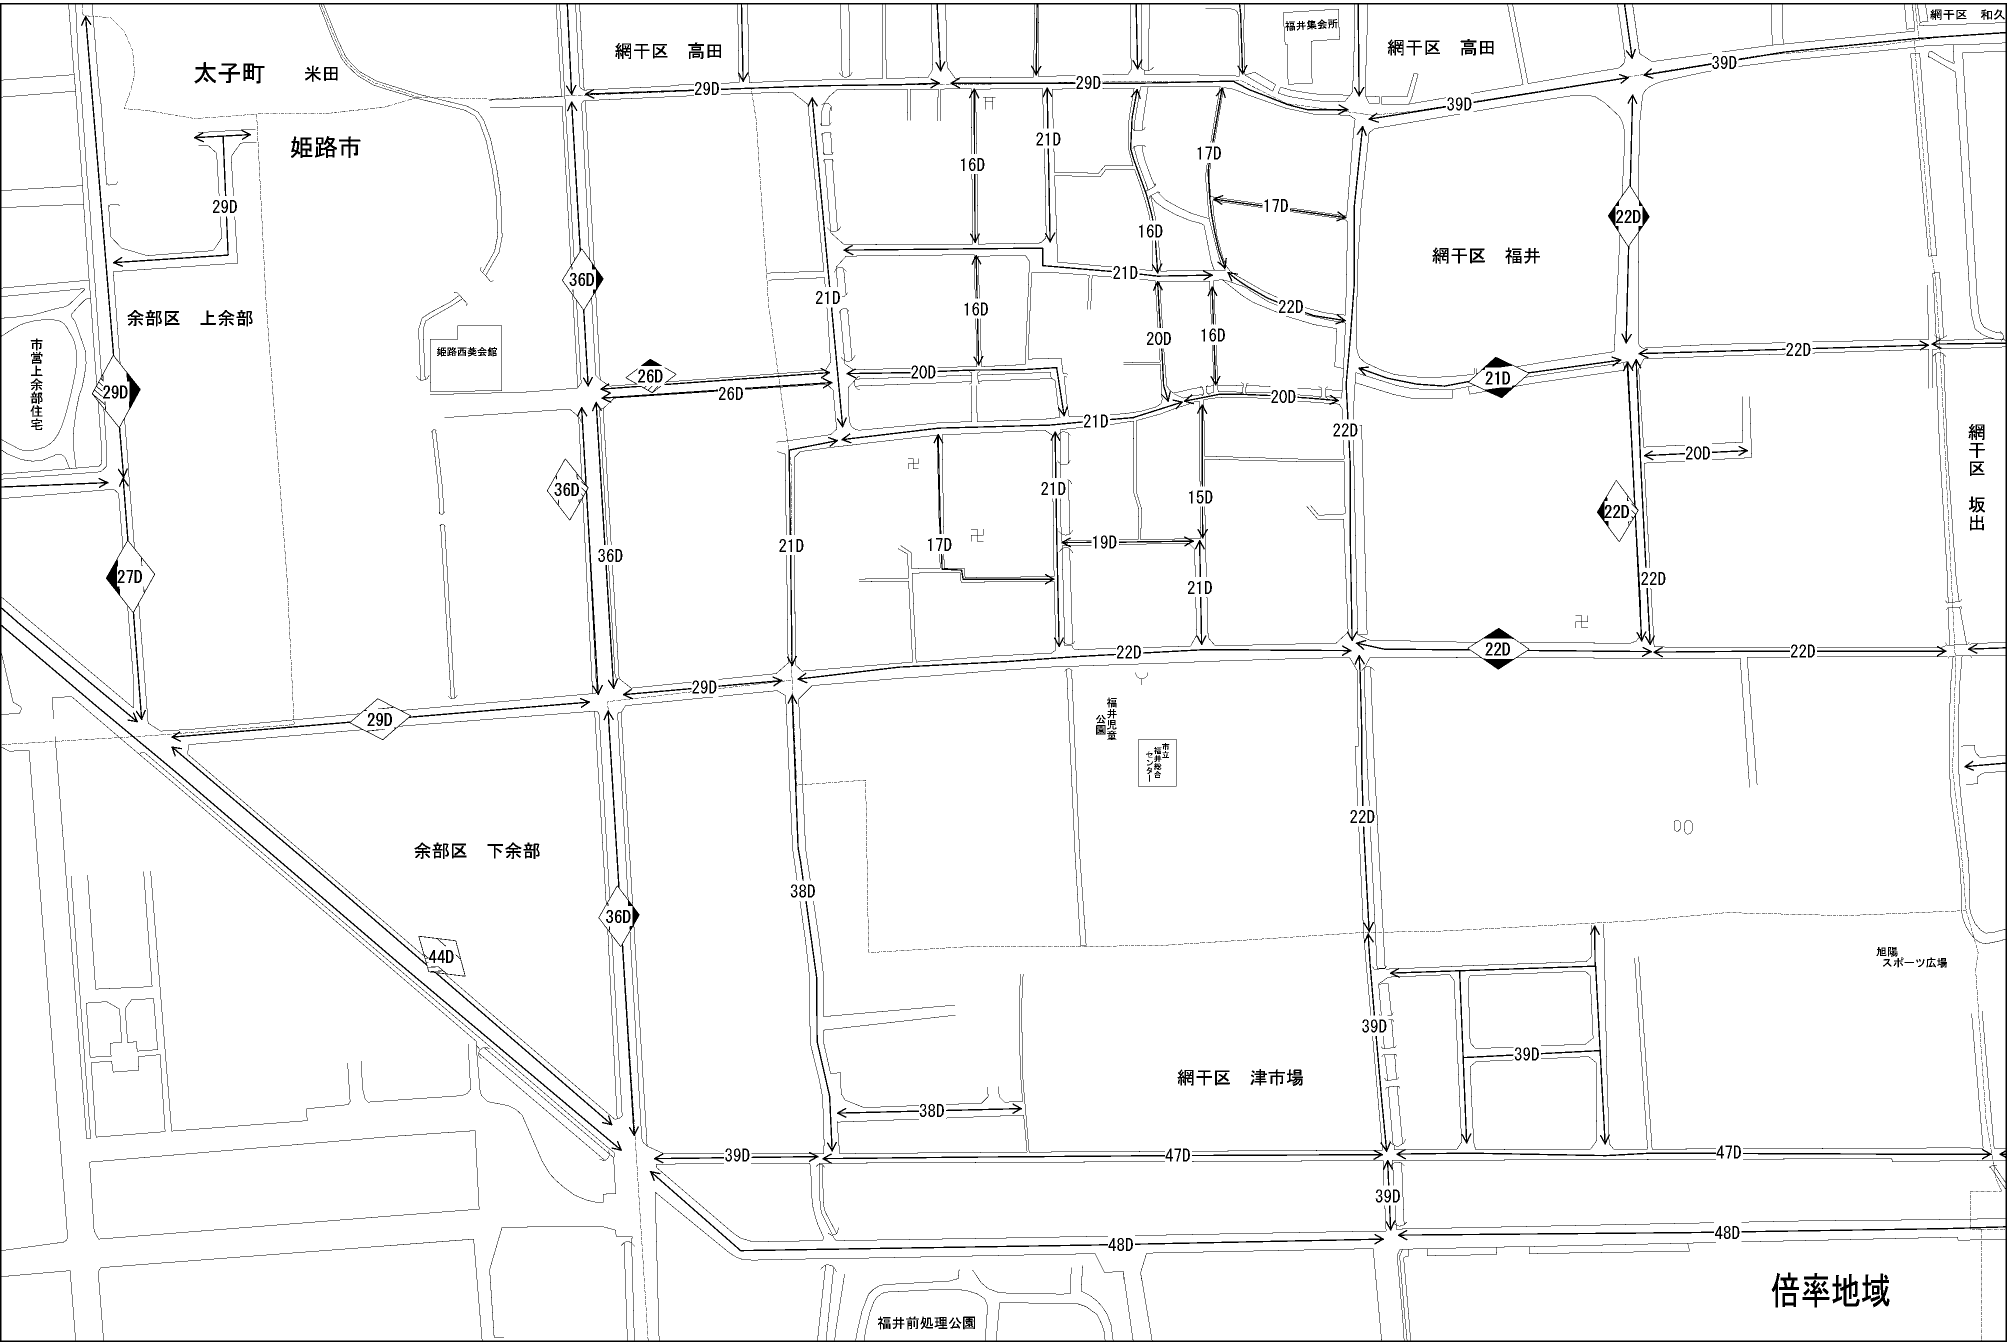 福井集会所
網干区　和久
網干区　高田
網干区　高田
太子町　米田
39D
29D
29D
39D
姫路市
21D
16D
17D
29D
17D
22D
16D
網干区　福井
21D
36D
21D
16D
22D
余部区　上余部
市営上余部住宅
16D
20D
姫路西葵会館
22D
26D
20D
21D
29D
26D
20D
21D
22D
網干区　坂出
20D
36D
21D
15D
22D
19D
21D
17D
36D
27D
21D
22D
22D
22D
22D
29D
29D
福井児童
公園
市立
福井総合
センター
22D
余部区　下余部
38D
36D
44D
旭陽
スポーツ広場
39D
39D
網干区　津市場
38D
39D
47D
47D
39D
48D
48D
倍率地域
福井前処理公園